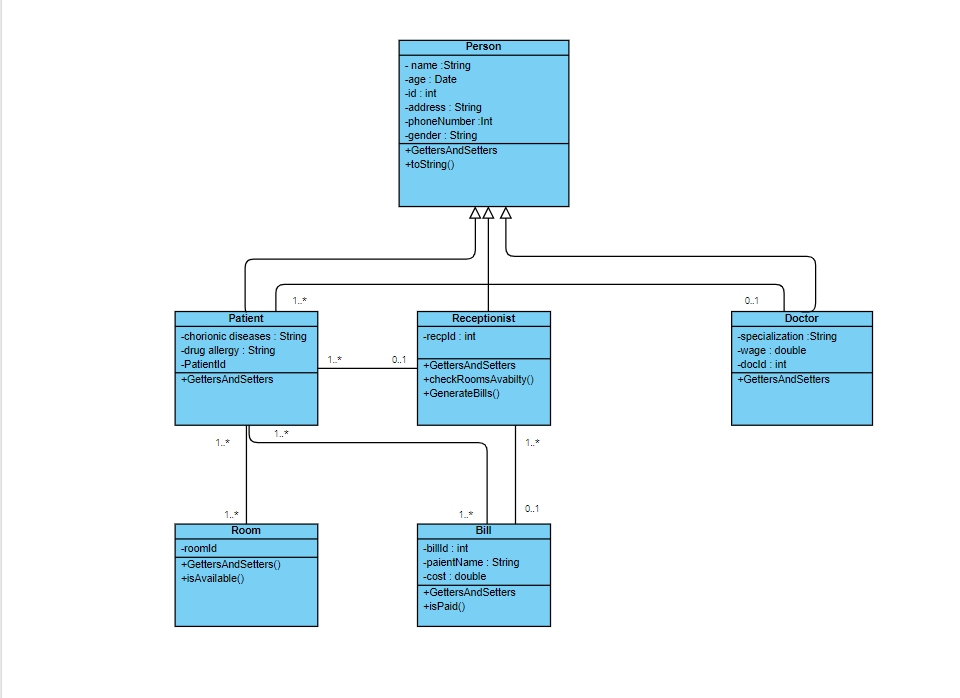 Person
- name :String
-age : Date
-id : int
-address : String
-phoneNumber :Int
-gender : String
+GettersAndSetters
+toString()
1..*
0..1
Patient
-chorionic diseases : String
-drug allergy : String
-PatientId
+GettersAndSetters
1..*
0..1
Receptionist
-recpId : int
+GettersAndSetters
+checkRoomsAvabilty()
+GenerateBills()
Doctor
-specialization :String
-wage : double
-docId : int
+GettersAndSetters
1..*
1..*
1..*
1..*
1..*
0..1
Room
-roomId
+GettersAndSetters()
+isAvailable()
Bill
-billId : int
-paientName : String
-cost : double
+GettersAndSetters
+isPaid()